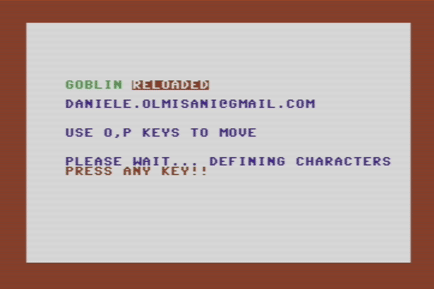 GOBLIN RELOADED
DANIELE.OLMISANI@GMAIL.COM
USE O,P KEYS TO MOVE
PLEASE WAIT... DEFINING CHARACTERS
PRESS ANY KEY!!